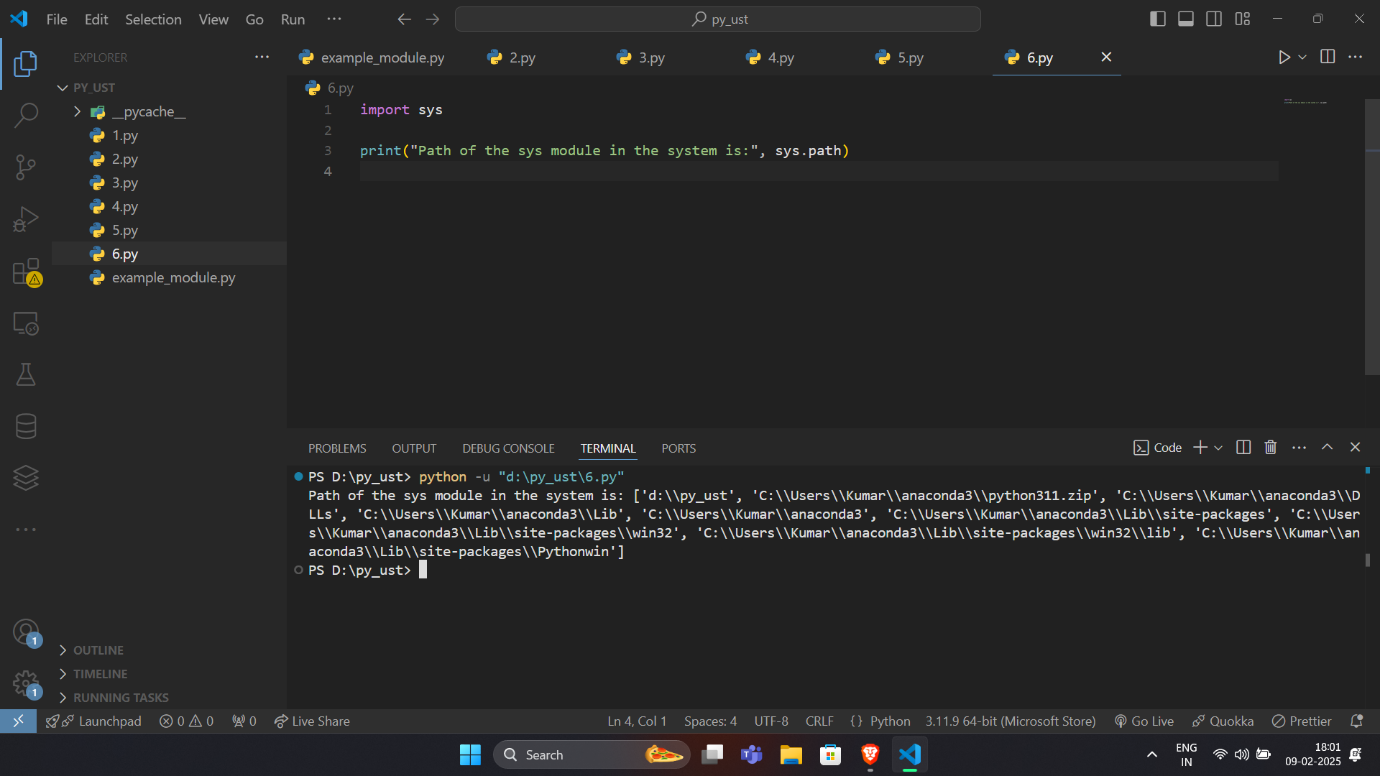 File Edit Selection View Go Run ··· py_ust
EXPLORER ···
PY_UST
__pycache__
1.py
2.py
3.py
4.py
5.py
6.py
example_module.py
OUTLINE
TIMELINE
RUNNING TASKS
example_module.py 2.py 3.py 4.py 5.py 6.py
6.py
1 import sys
2
3 print("Path of the sys module in the system is:", sys.path)
4
PROBLEMS OUTPUT DEBUG CONSOLE TERMINAL PORTS Code
PS D:\py_ust> python -u "d:\py_ust\6.py"
Path of the sys module in the system is: ['d:\\py_ust', 'C:\\Users\\Kumar\\anaconda3\\python311.zip', 'C:\\Users\\Kumar\\anaconda3\\D
LLs', 'C:\\Users\\Kumar\\anaconda3\\Lib', 'C:\\Users\\Kumar\\anaconda3', 'C:\\Users\\Kumar\\anaconda3\\Lib\\site-packages', 'C:\\User
s\\Kumar\\anaconda3\\Lib\\site-packages\\win32', 'C:\\Users\\Kumar\\anaconda3\\Lib\\site-packages\\win32\\lib', 'C:\\Users\\Kumar\\an
aconda3\\Lib\\site-packages\\Pythonwin']
PS D:\py_ust>
1
1
Launchpad 0 0 0 Live Share Ln 4, Col 1 Spaces: 4 UTF-8 CRLF {} Python 3.11.9 64-bit (Microsoft Store) Go Live Quokka Prettier
Search ENG 18:01
IN 09-02-2025